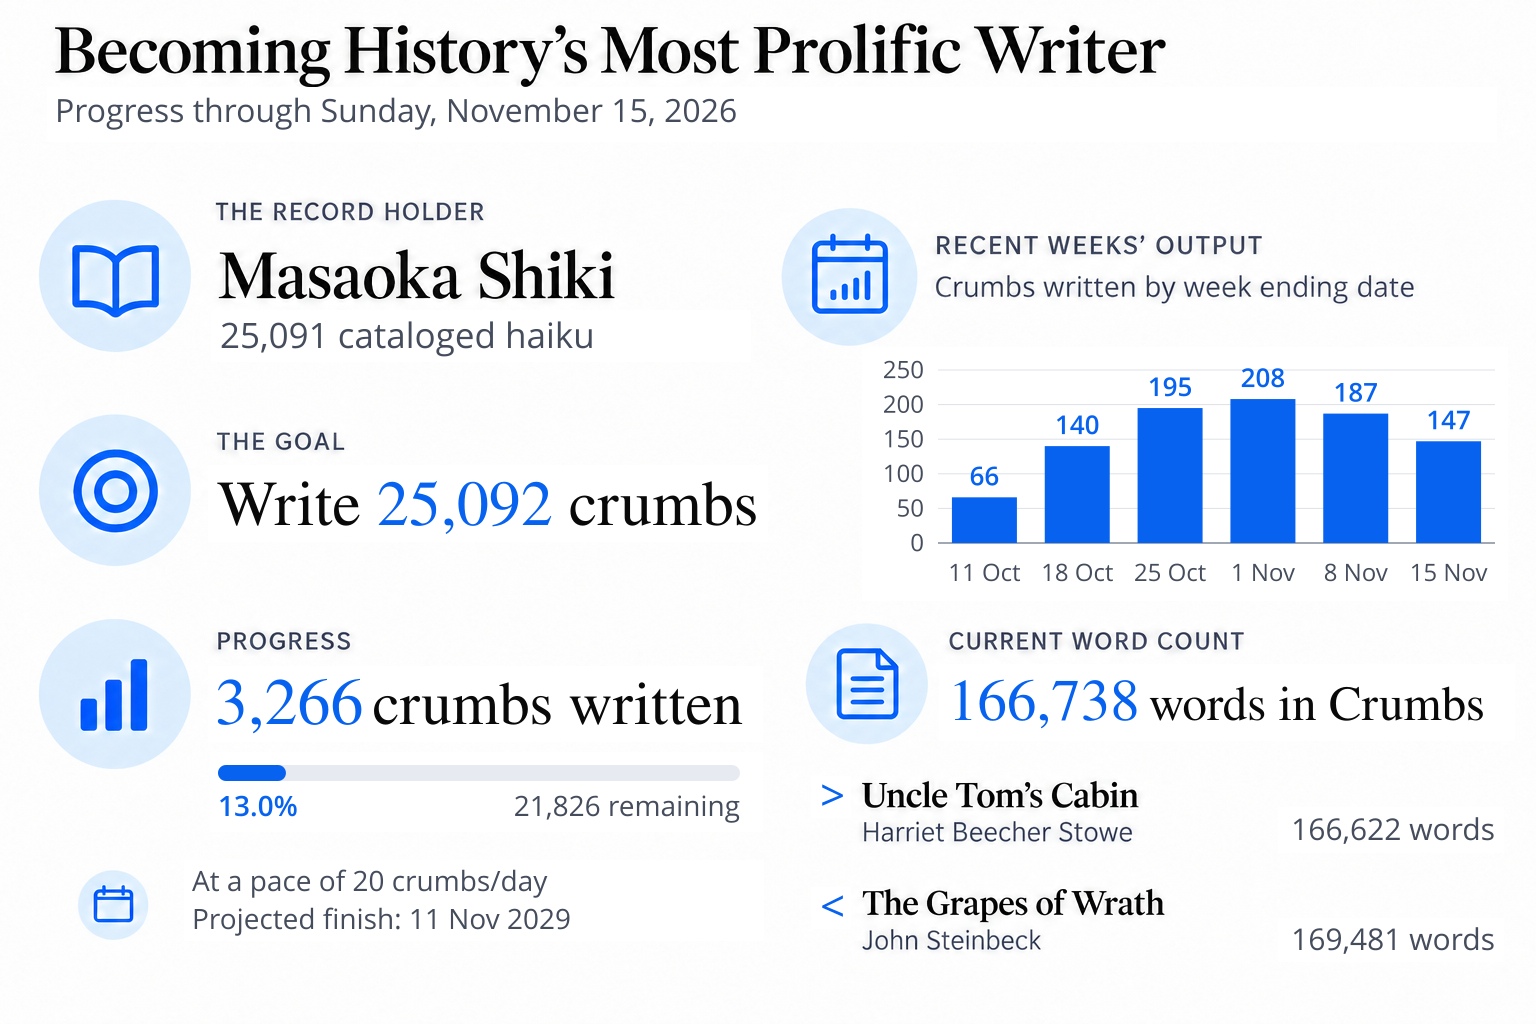 Becoming History’s Most Prolific Writer
Progress through Sunday, November 15, 2026
THE RECORD HOLDER
Masaoka Shiki
25,091 cataloged haiku
THE GOAL
Write 25,092 crumbs
PROGRESS
3,266 crumbs written
13.0%
21,826 remaining
At a pace of 20 crumbs/day
Projected finish: 11 Nov 2029
RECENT WEEKS’ OUTPUT
Crumbs written by week ending date
250
200
150
100
50
0
66
140
195
208
187
147
11 Oct
18 Oct
25 Oct
1 Nov
8 Nov
15 Nov
CURRENT WORD COUNT
166,738 words in Crumbs
> Uncle Tom’s Cabin
Harriet Beecher Stowe
166,622 words
< The Grapes of Wrath
John Steinbeck
169,481 words